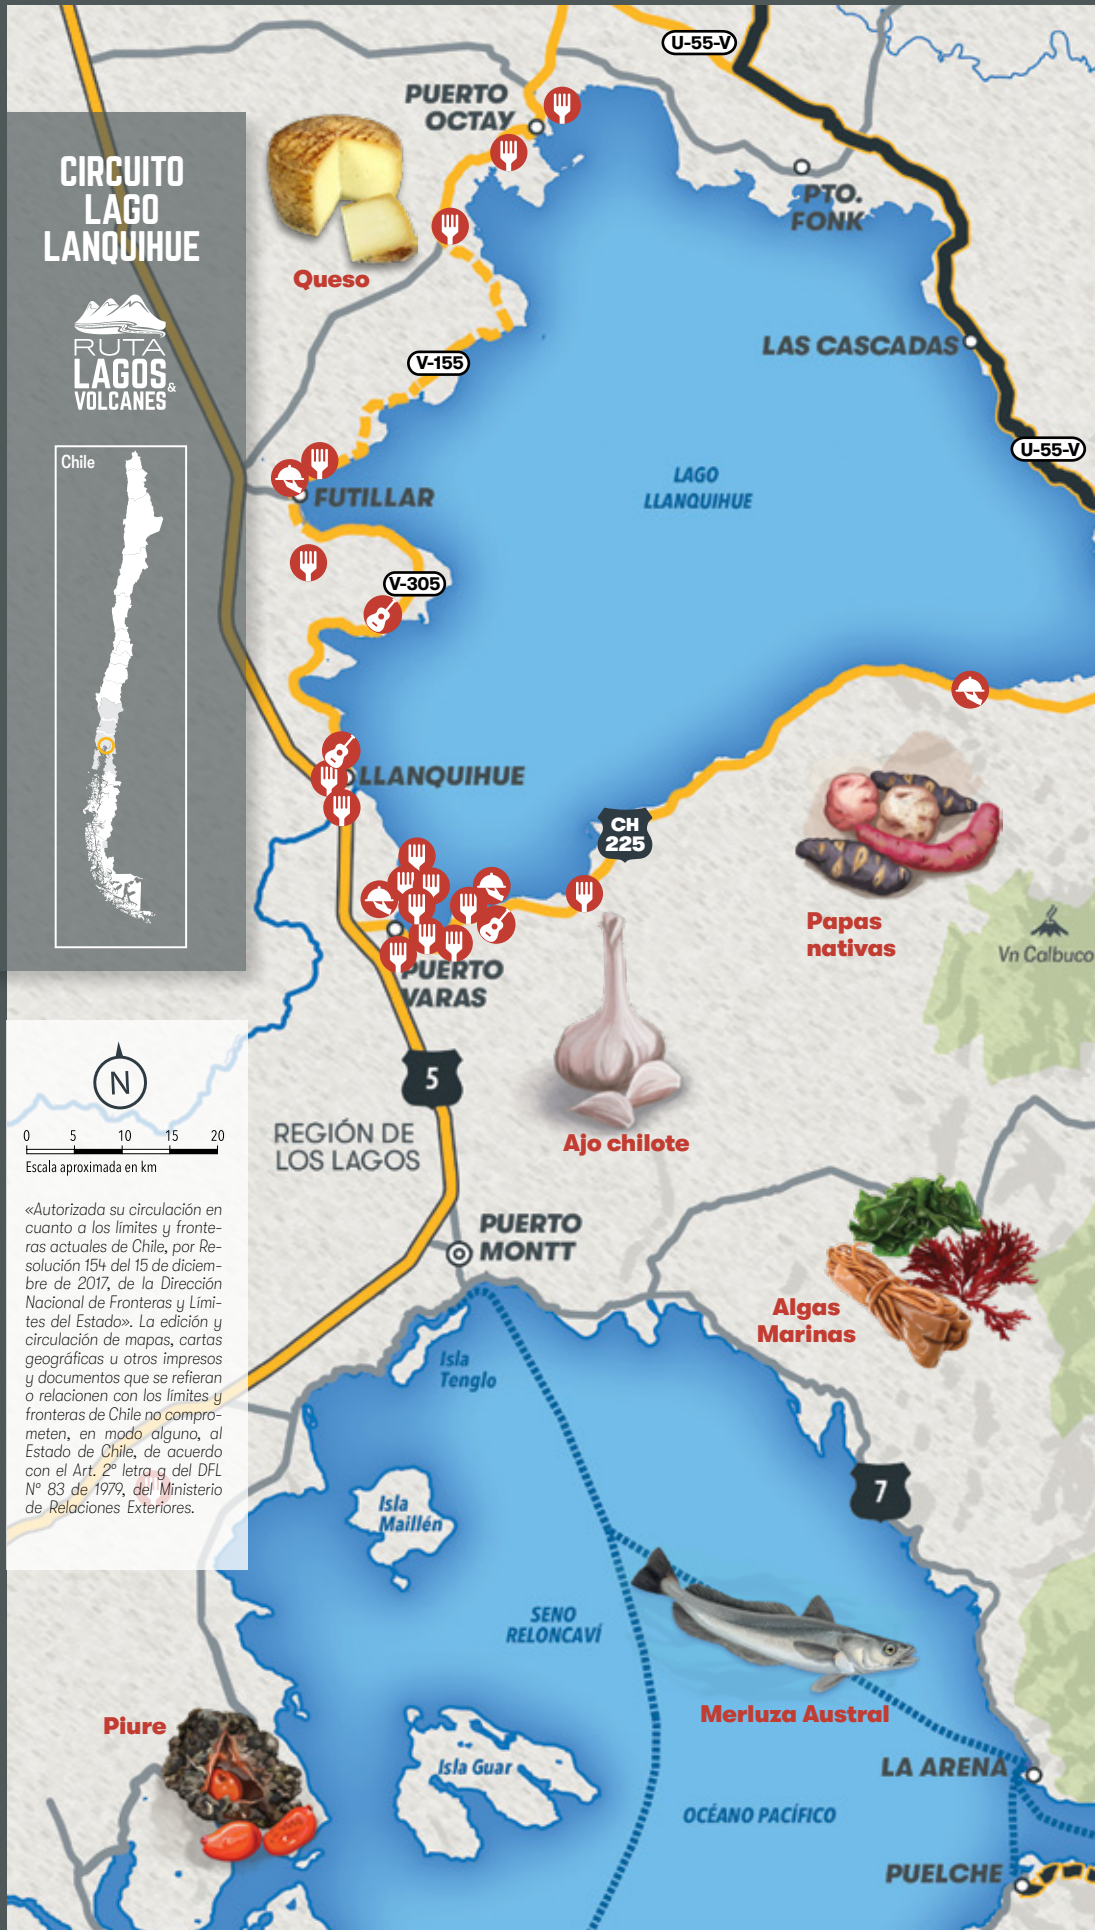 CIRCUITO
LAGO
LANQUIHUE
RUTA
LAGOS
&
VOLCANES
Chile
N
0 5 10 15 20
Escala aproximada en km
«Autorizada su circulación en
cuanto a los límites y fronte-
ras actuales de Chile, por Re-
solución 154 del 15 de diciem-
bre de 2017, de la Dirección
Nacional de Fronteras y Lími-
tes del Estado». La edición y
circulación de mapas, cartas
geográficas u otros impresos
y documentos que se refieran
o relacionen con los límites y
fronteras de Chile no compro-
meten, en modo alguno, al
Estado de Chile, de acuerdo
con el Art. 2° letra g del DFL
N° 83 de 1979, del Ministerio
de Relaciones Exteriores.
U-55-V
PUERTO
OCTAY
PTO.
FONK
Queso
LAS CASCADAS
V-155
U-55-V
LAGO
LLANQUIHUE
FUTILLAR
V-305
LLANQUIHUE
CH
225
Papas
nativas
Vn Calbuco
PUERTO
VARAS
5
REGIÓN DE
LOS LAGOS
Ajo chilote
PUERTO
MONTT
Algas
Marinas
Isla
Tenglo
7
Isla
Maillén
SENO
RELONCAVÍ
Merluza Austral
Piure
Isla Guar
LA ARENA
OCÉANO PACÍFICO
PUELCHE